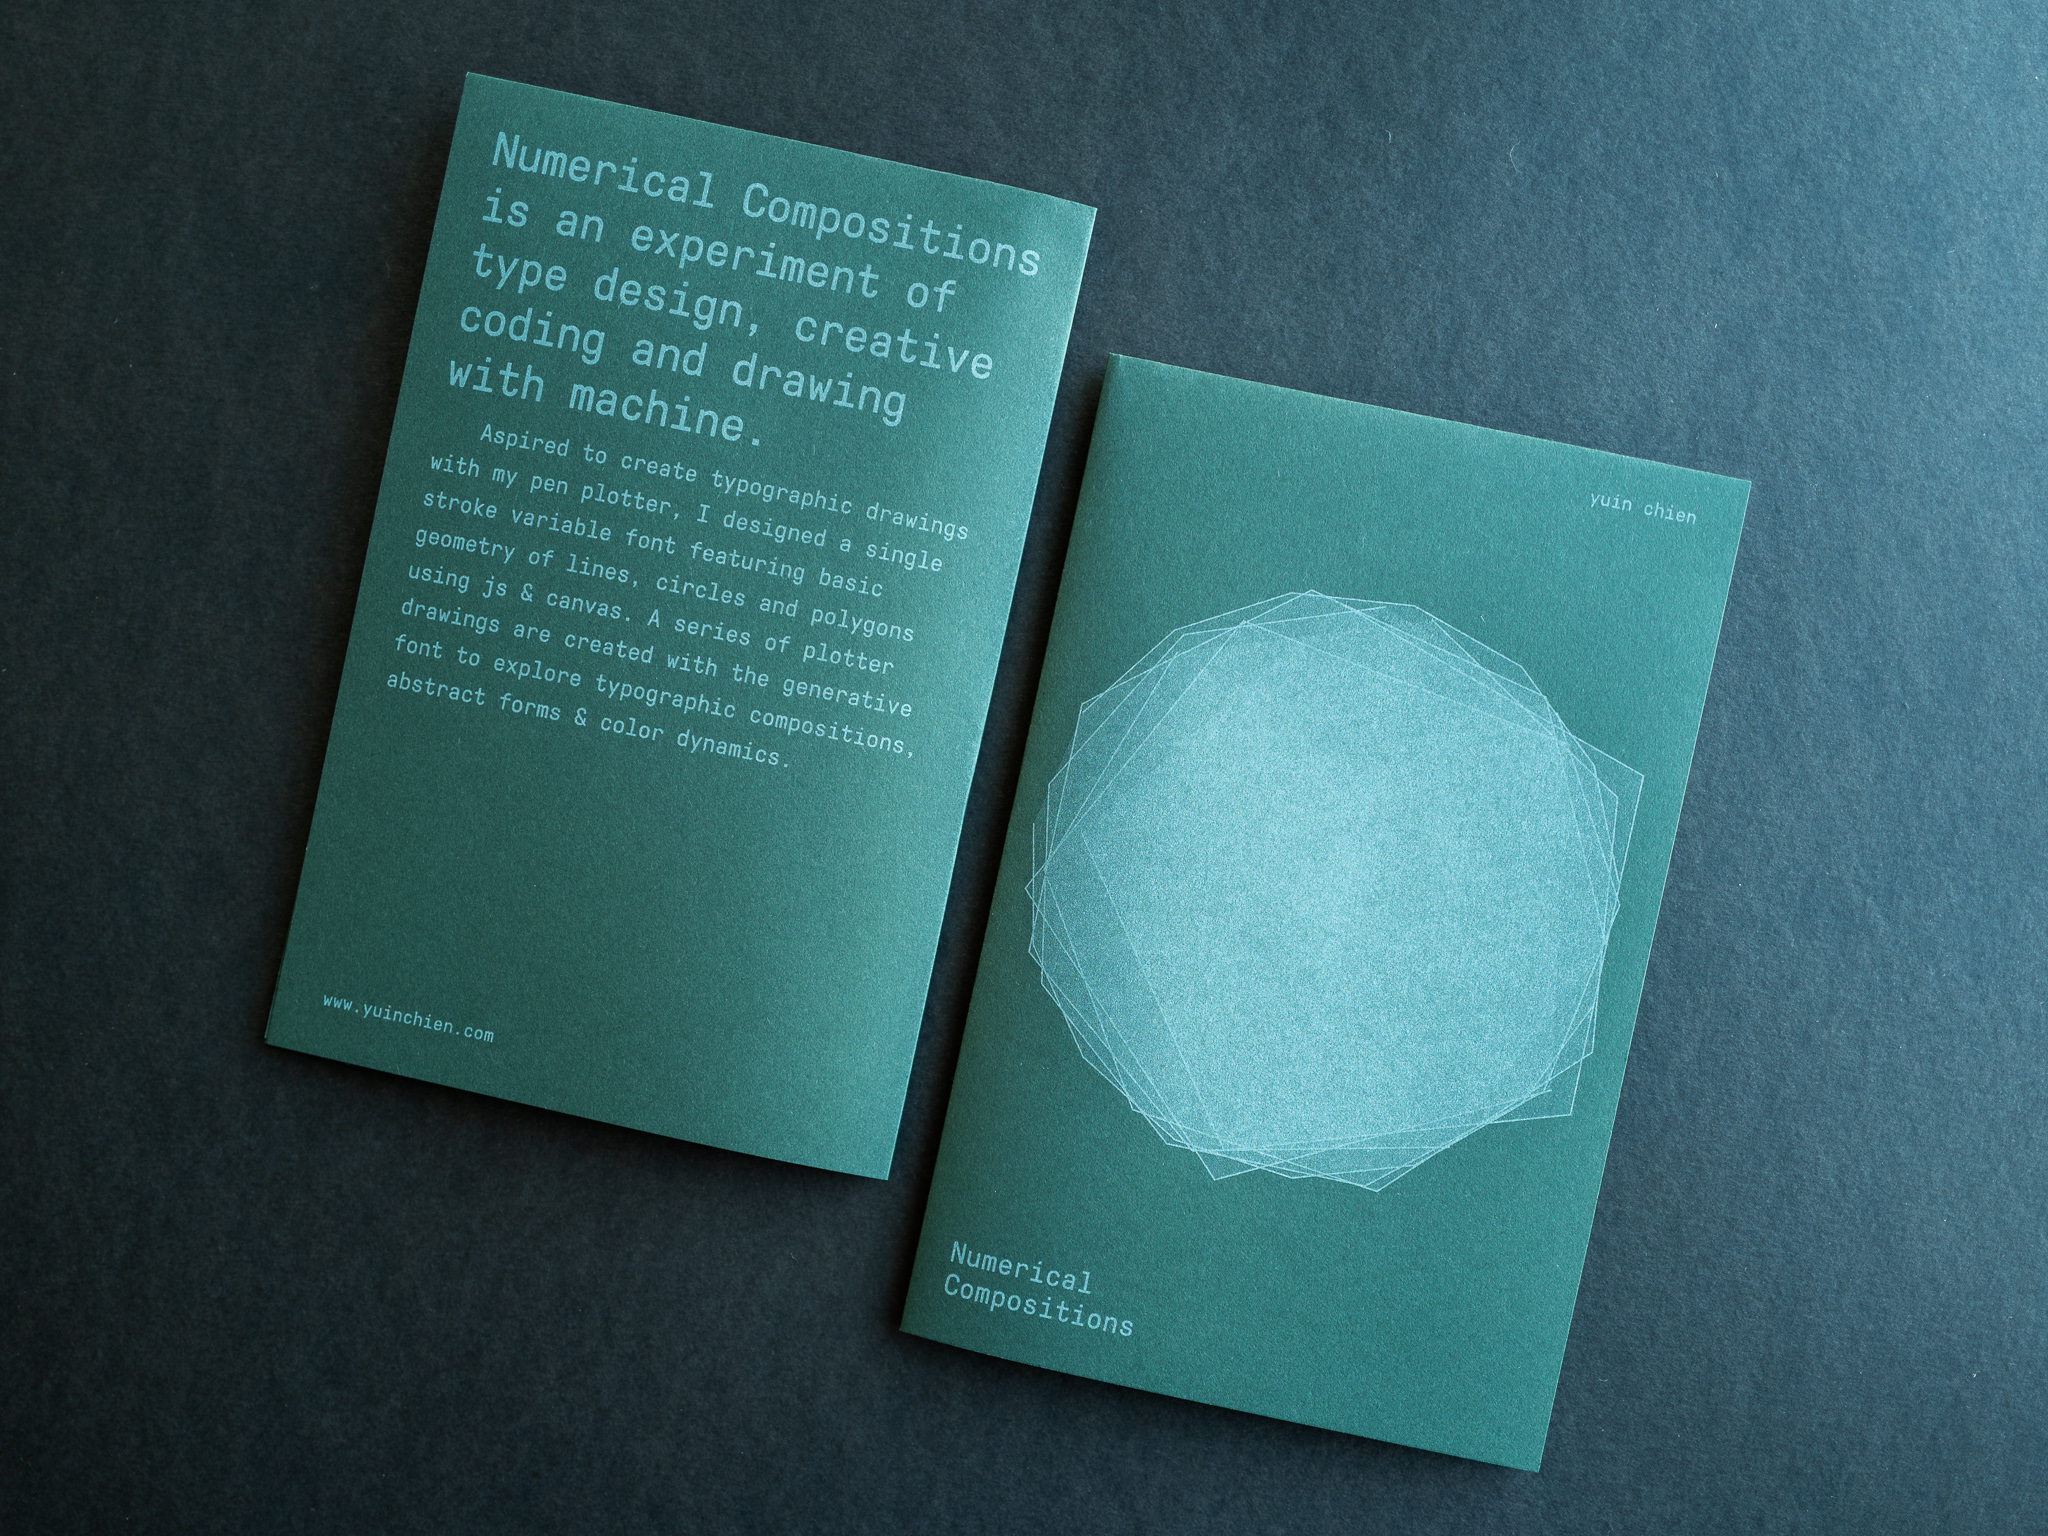 Numerical Compositions
is an experiment of
type design, creative
coding and drawing
with machine.
Aspired to create typographic drawings
with my pen plotter, I designed a single
stroke variable font featuring basic
geometry of lines, circles and polygons
using js & canvas. A series of plotter
drawings are created with the generative
font to explore typographic compositions,
abstract forms & color dynamics.
www.yuinchien.com
yuin chien
Numerical
Compositions